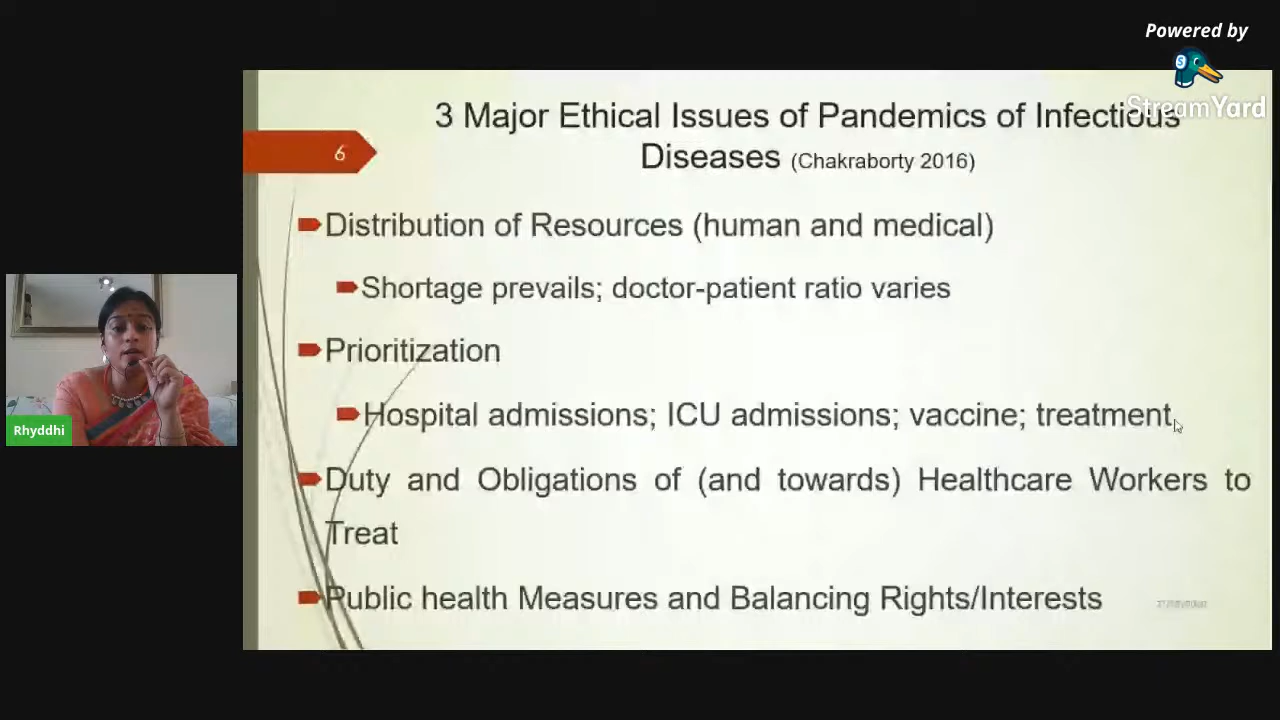 Powered by
StreamYard
3 Major Ethical Issues of Pandemics of Infectious
Diseases (Chakraborty 2016)
6
Distribution of Resources (human and medical)
Shortage prevails; doctor-patient ratio varies
Prioritization
Hospital admissions; ICU admissions; vaccine; treatment
Rhyddhi
Duty and Obligations of (and towards) Healthcare Workers to
Treat
Public health Measures and Balancing Rights/Interests